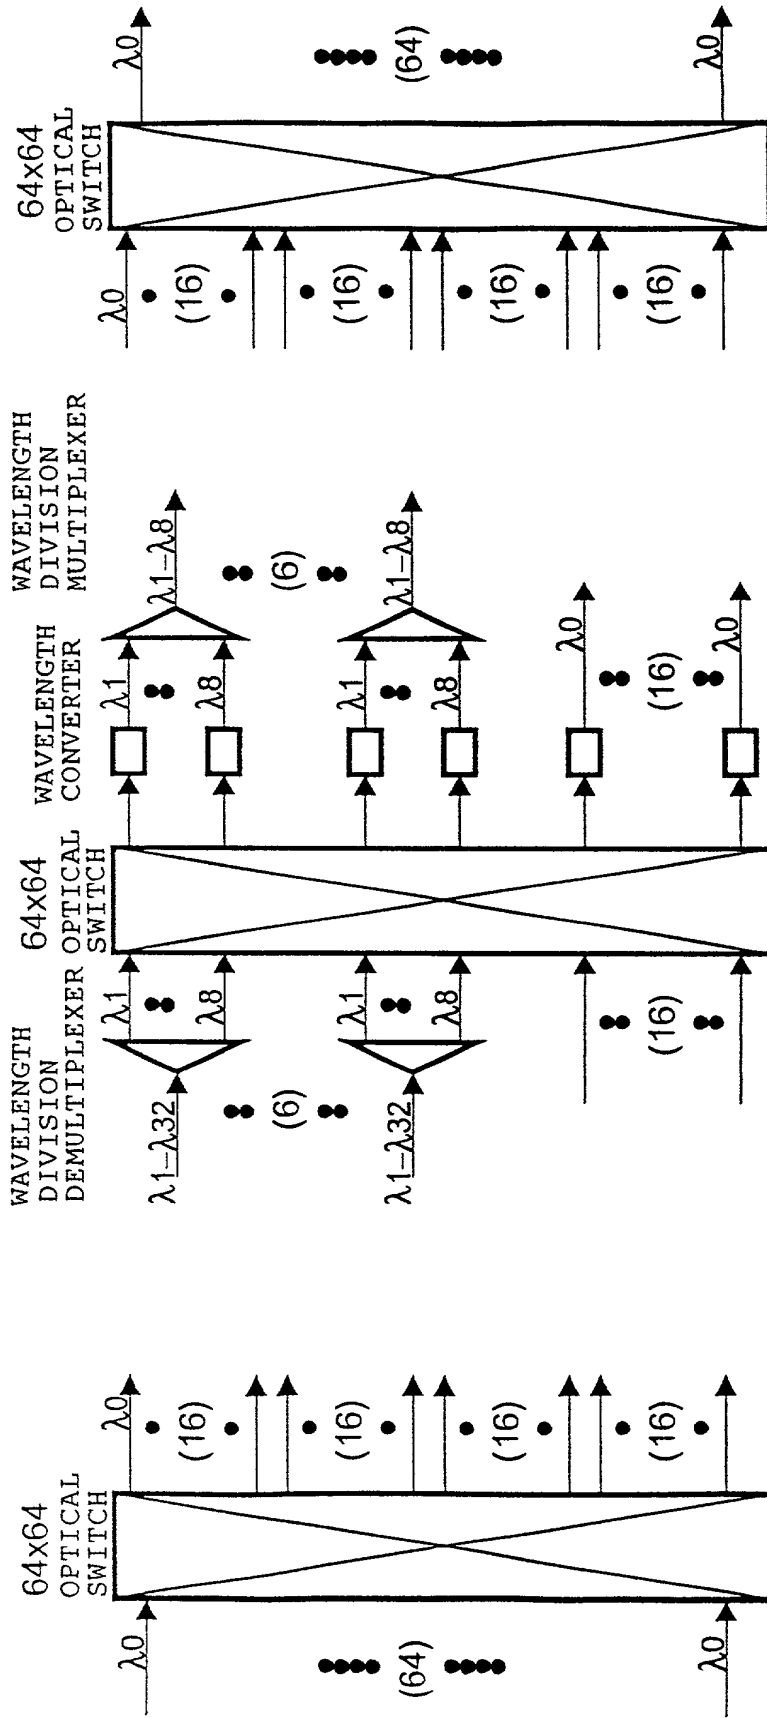 64x64
OPTICAL
SWITCH
λ0
(64)
λ0
λ0
(16)
(16)
(16)
(16)
WAVELENGTH
DIVISION
DEMULTIPLEXER
λ1–λ32
(6)
λ1–λ32
λ1
λ8
λ1
λ8
(16)
64x64
OPTICAL
SWITCH
WAVELENGTH
CONVERTER
λ1
λ8
λ1
λ8
λ0
(16)
λ0
WAVELENGTH
DIVISION
MULTIPLEXER
λ1–λ8
(6)
λ1–λ8
64x64
OPTICAL
SWITCH
λ0
(16)
(16)
(16)
(16)
λ0
(64)
λ0